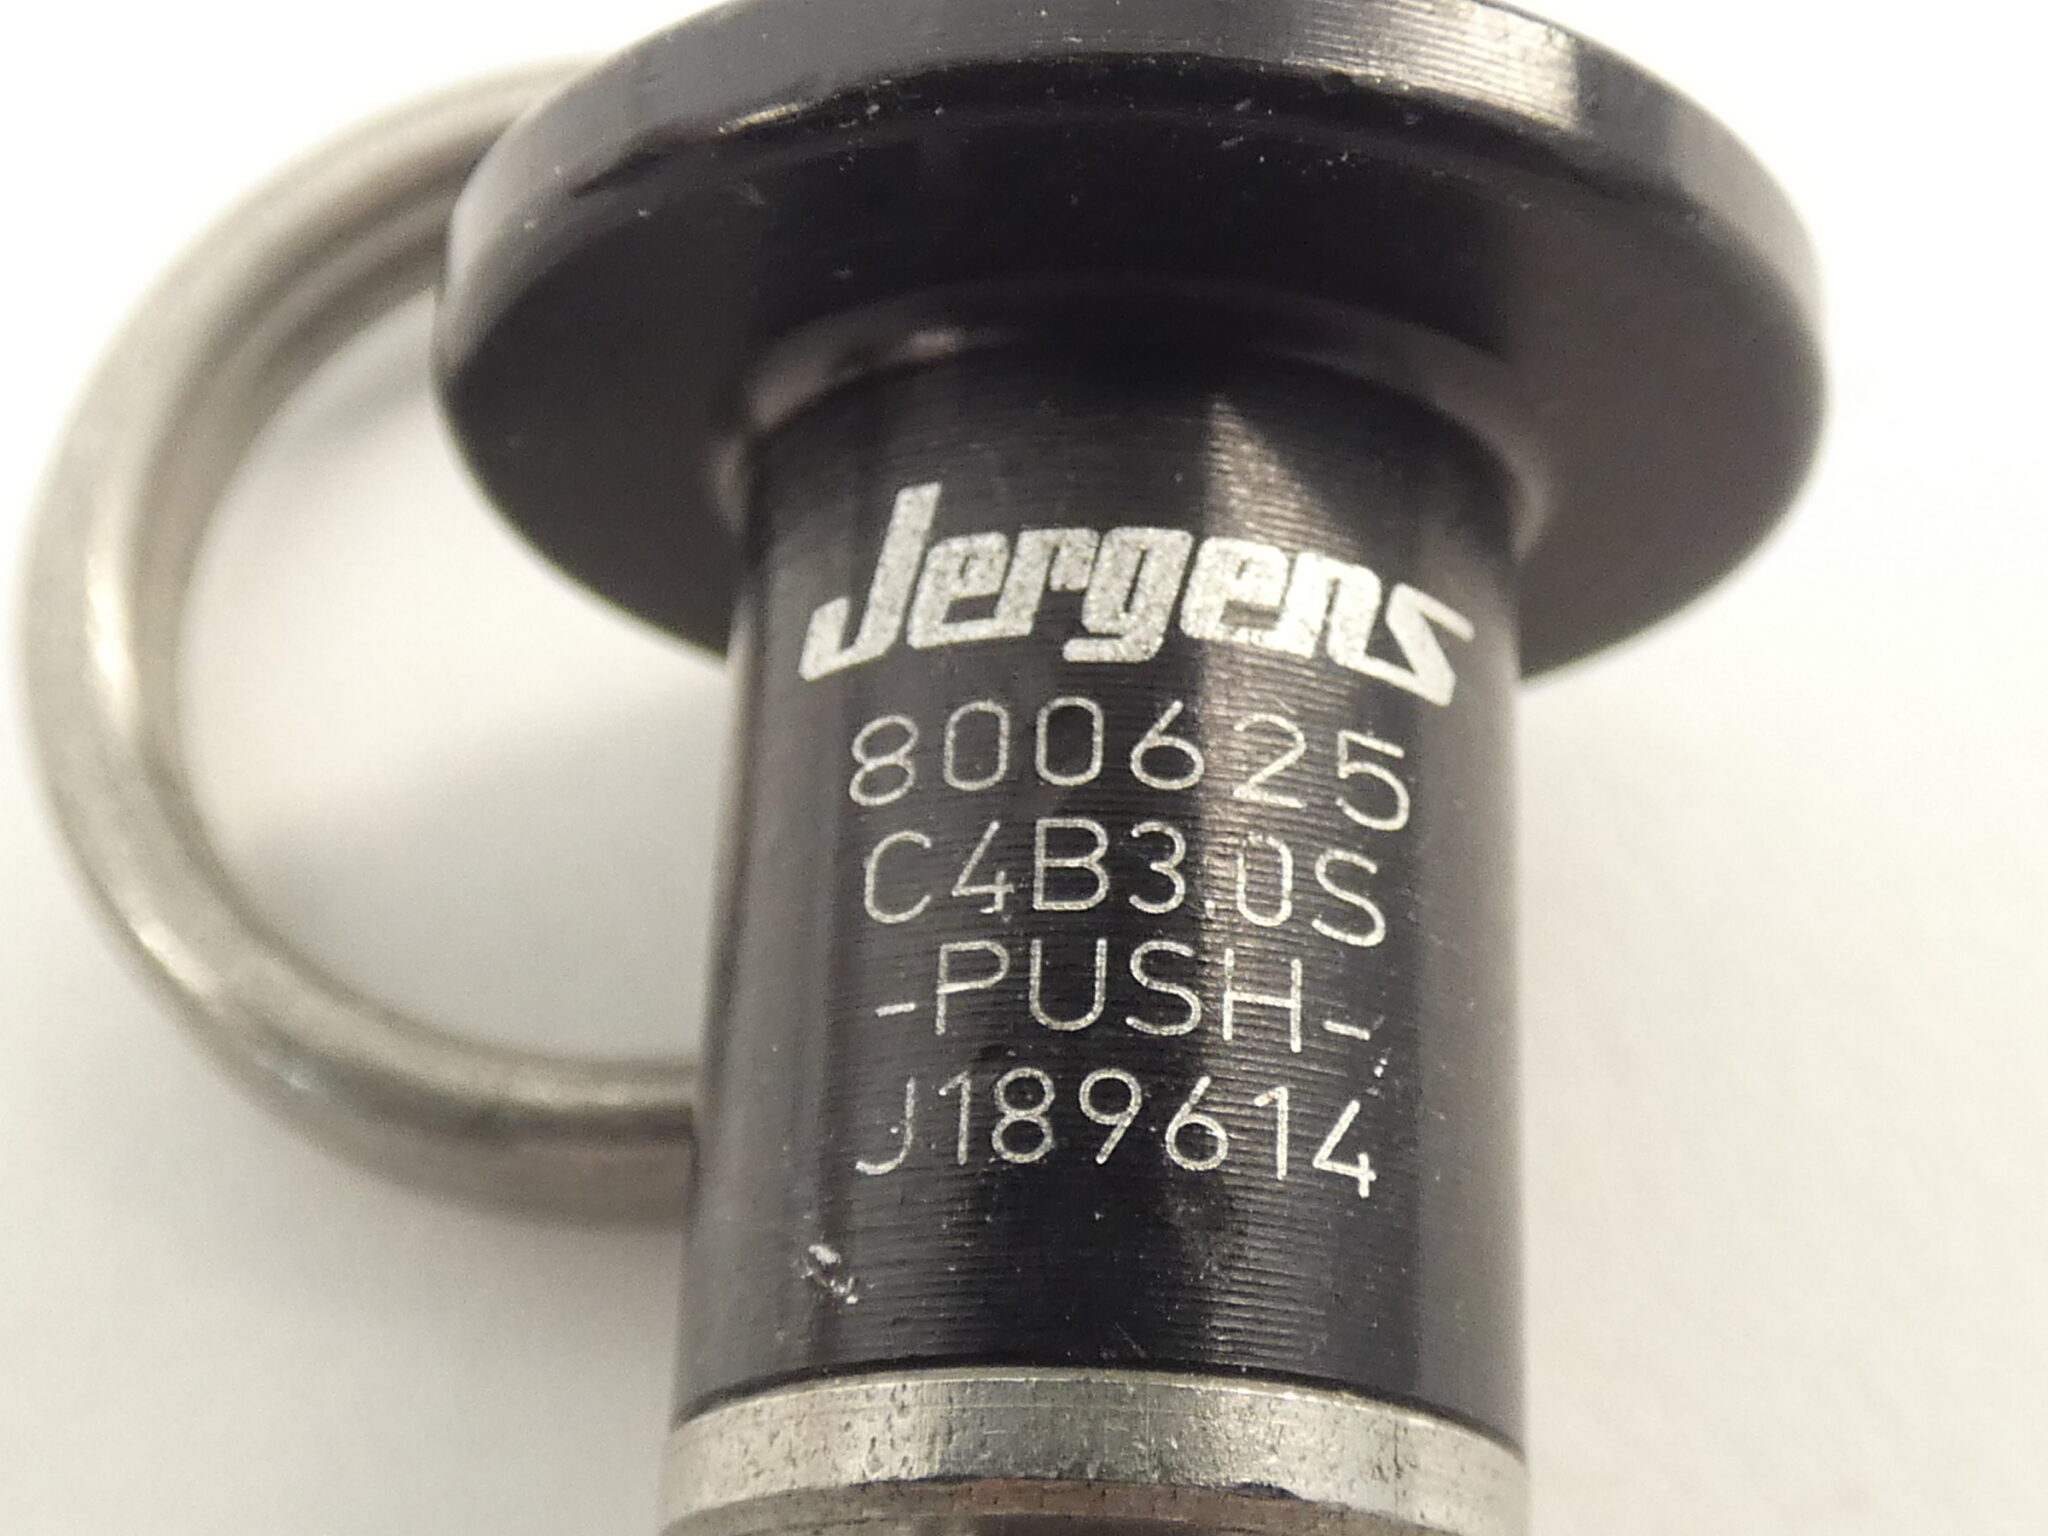 Jergens
800625
C4B3.0S
-PUSH-
J189614